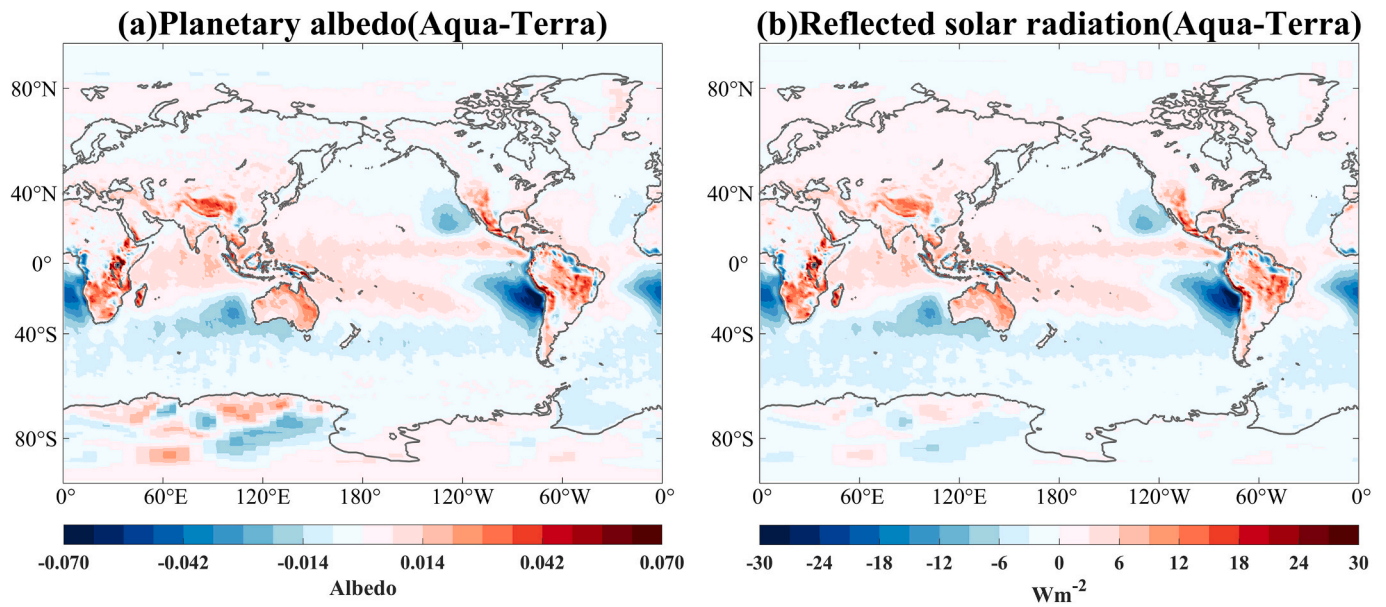 (a)Planetary albedo(Aqua-Terra)
80°N
40°N
0°
40°S
80°S
0° 60°E 120°E 120°W 60°W 0°
-0.070 -0.042 -0.014 0.014 0.042 0.070
Albedo
(b)Reflected solar radiation(Aqua-Terra)
80°N
40°N
0°
40°S
80°S
0° 60°E 120°E 120°W 60°W 0°
-30 -24 -18 -12 -6 0 6 12 18 24 30
Wm⁻²